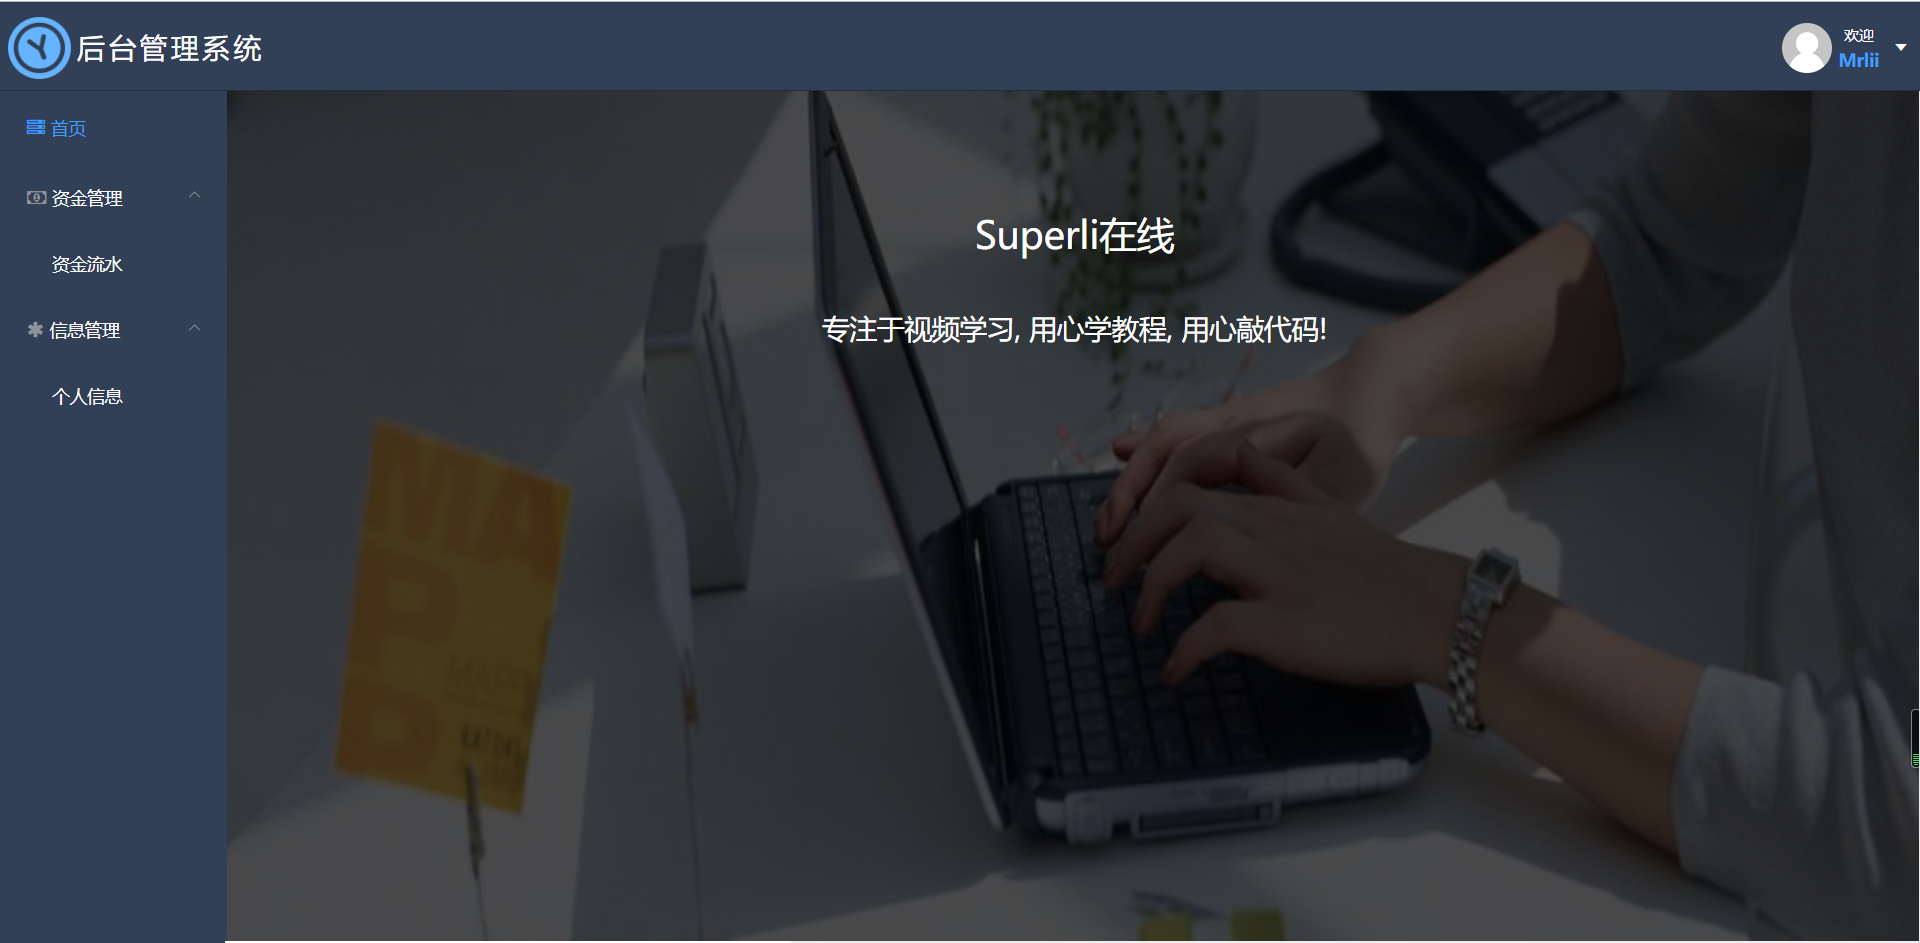 后台管理系统
欢迎
Mrlii
首页
资金管理
资金流水
信息管理
个人信息
Superli在线
专注于视频学习, 用心学教程, 用心敲代码!
MA
P
P